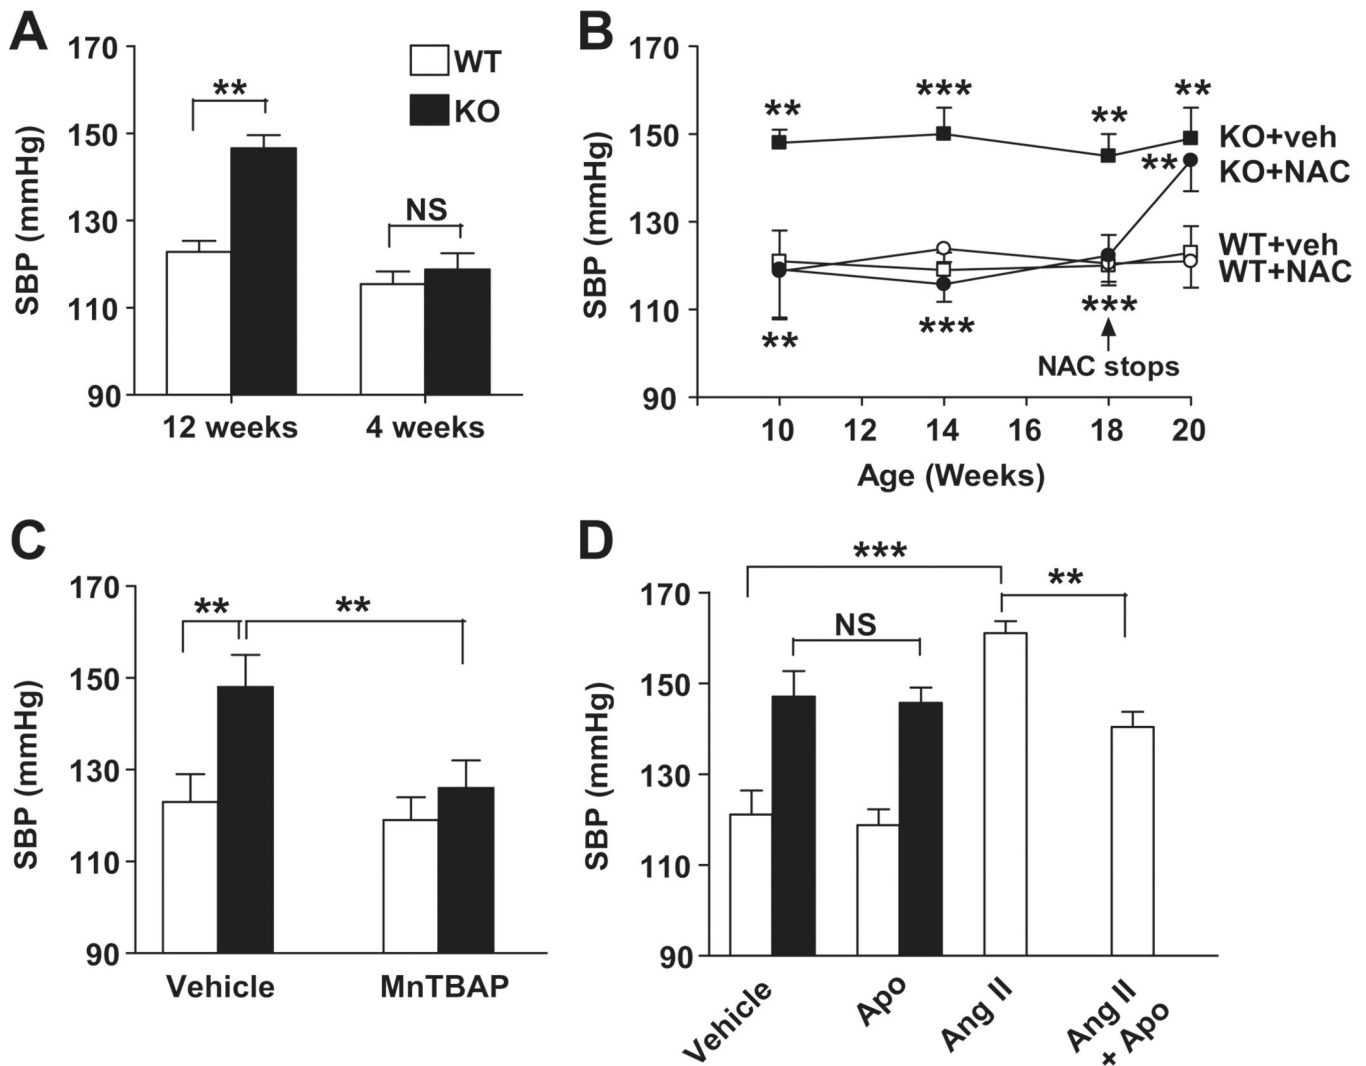 A
170
150
130
110
90
SBP (mmHg)
WT
KO
**
NS
12 weeks
4 weeks
B
170
150
130
110
90
SBP (mmHg)
**
***
**
**
KO+veh
**
KO+NAC
WT+veh
WT+NAC
**
***
***
NAC stops
10
12
14
16
18
20
Age (Weeks)
C
170
150
130
110
90
SBP (mmHg)
**
**
Vehicle
MnTBAP
D
170
150
130
110
90
SBP (mmHg)
***
**
NS
Vehicle
Apo
Ang II
Ang II
+ Apo